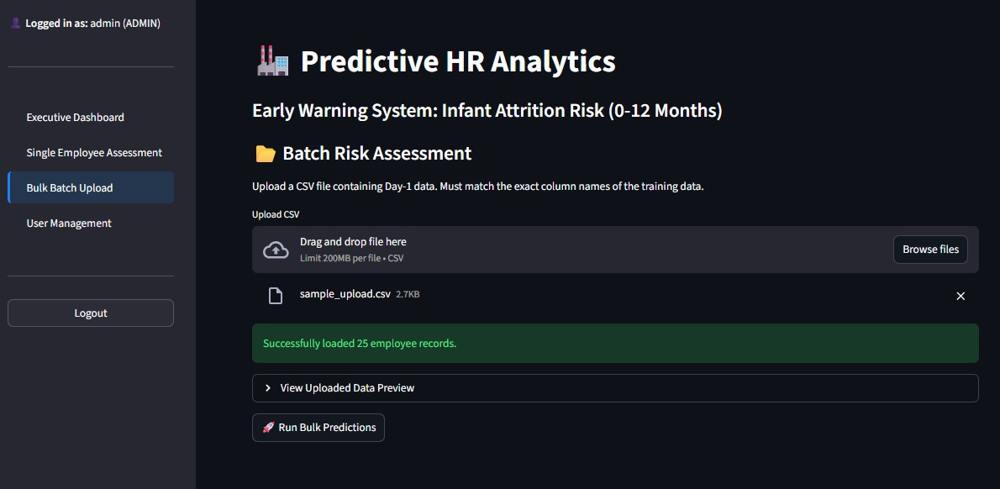 Logged in as: admin (ADMIN)
Executive Dashboard
Single Employee Assessment
Bulk Batch Upload
User Management
Logout
Predictive HR Analytics
Early Warning System: Infant Attrition Risk (0-12 Months)
Batch Risk Assessment
Upload a CSV file containing Day-1 data. Must match the exact column names of the training data.
Upload CSV
Drag and drop file here
Limit 200MB per file • CSV
Browse files
sample_upload.csv 2.7KB
Successfully loaded 25 employee records.
View Uploaded Data Preview
Run Bulk Predictions